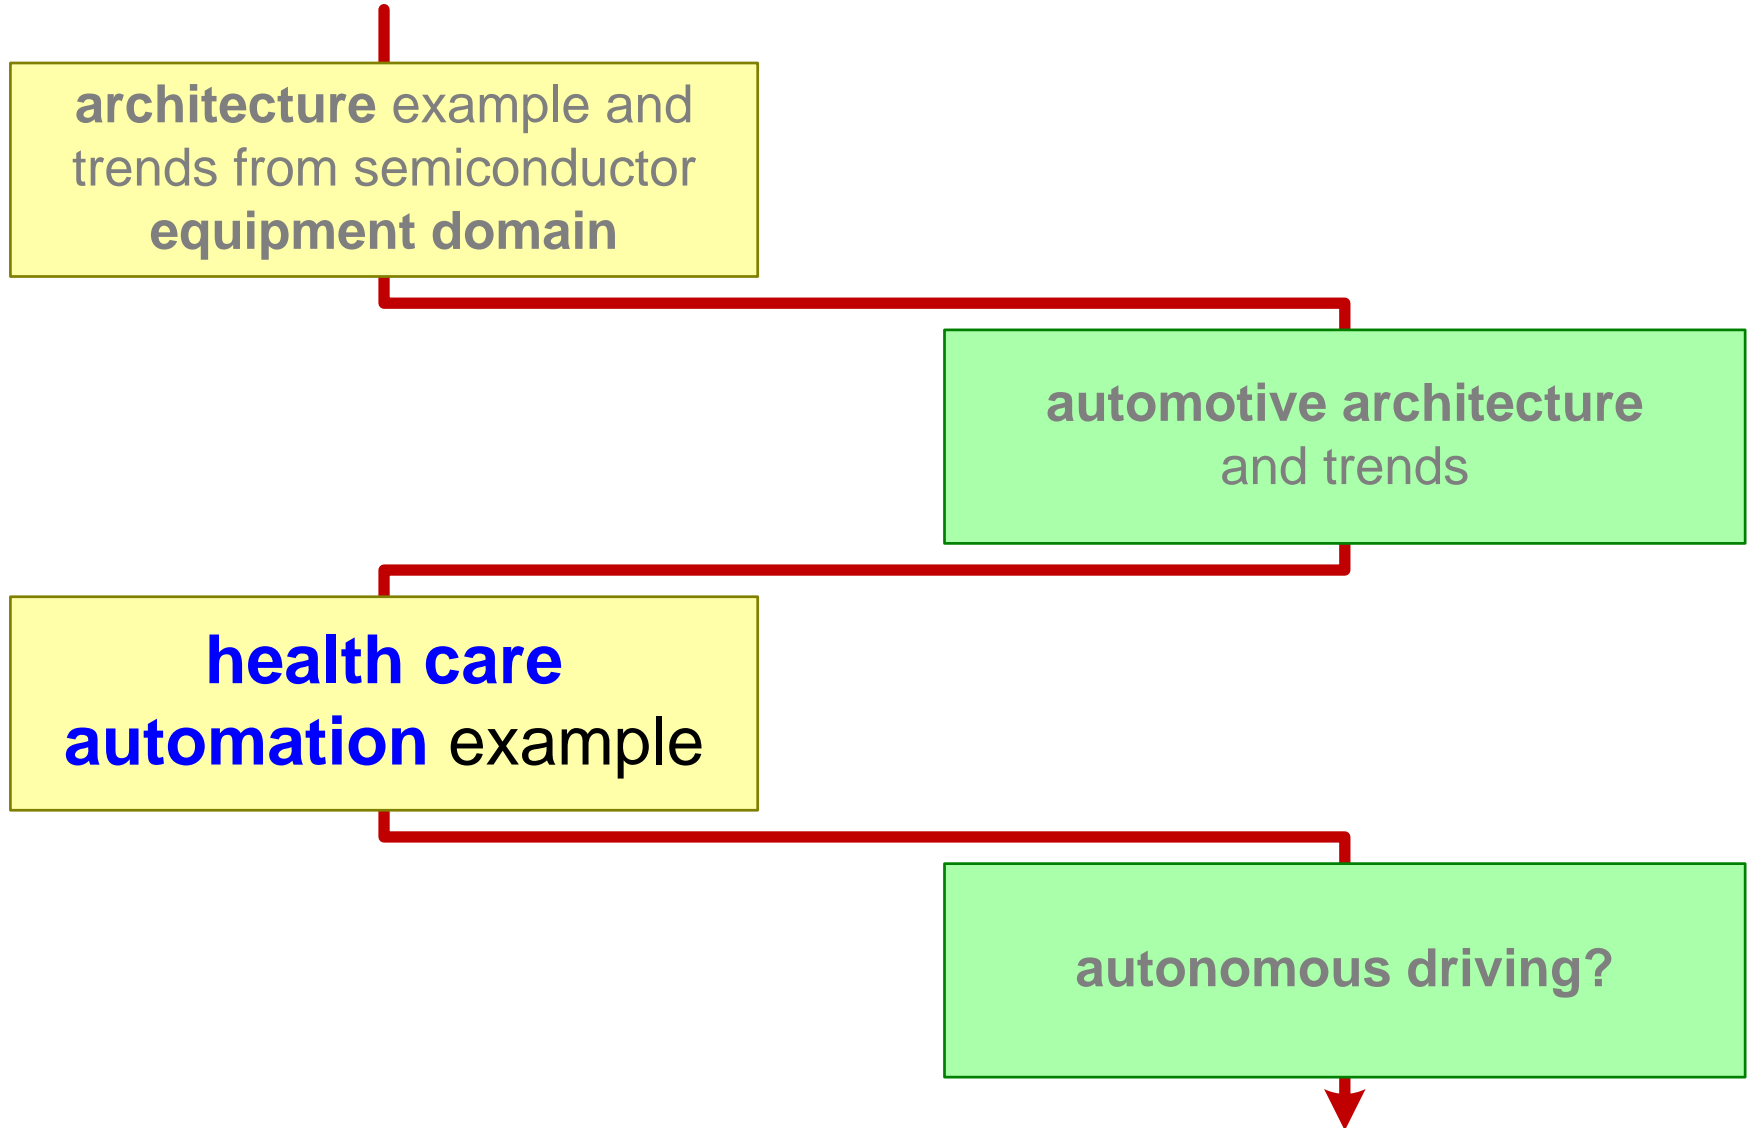 architecture example and
trends from semiconductor
equipment domain
automotive architecture
and trends
health care
automation example
autonomous driving?